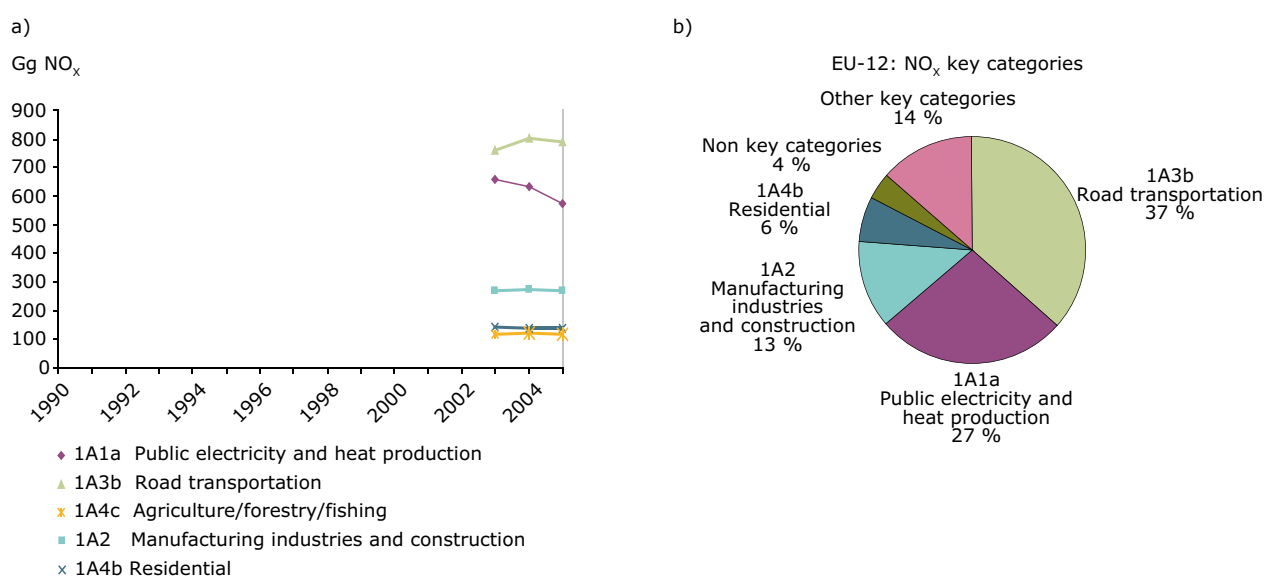 a)
Gg NOx
900
800
700
600
500
400
300
200
100
0
1990
1992
1994
1996
1998
2000
2002
2004
1A1a Public electricity and heat production
1A3b Road transportation
1A4c Agriculture/forestry/fishing
1A2 Manufacturing industries and construction
1A4b Residential
b)
EU-12: NOx key categories
Other key categories
14 %
Non key categories
4 %
1A4b
Residential
6 %
1A2
Manufacturing
industries
and construction
13 %
1A1a
Public electricity and
heat production
27 %
1A3b
Road transportation
37 %